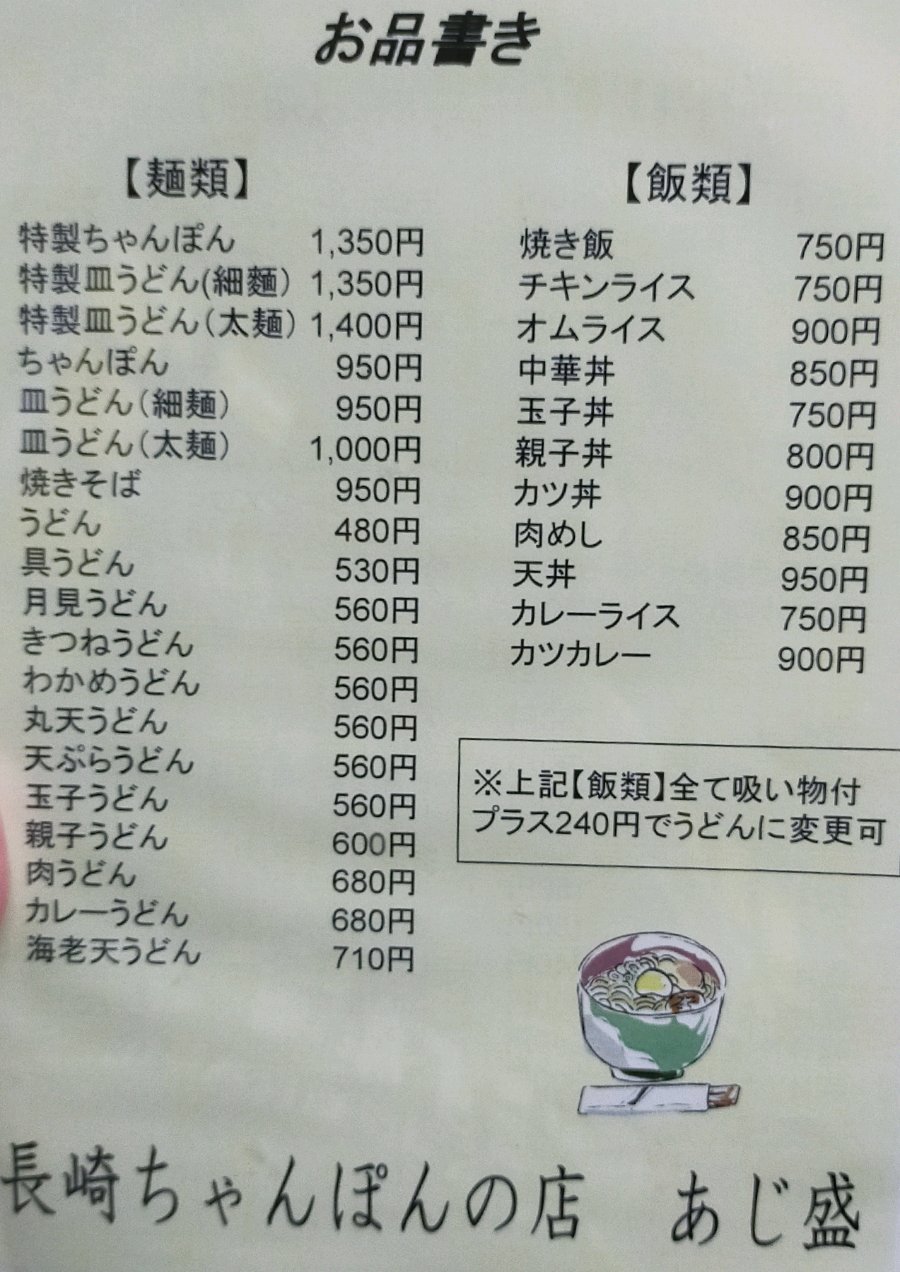 お品書き
【麺類】
特製ちゃんぽん 1,350円
特製皿うどん(細麵) 1,350円
特製皿うどん(太麺) 1,400円
ちゃんぽん 950円
皿うどん(細麺) 950円
皿うどん(太麺) 1,000円
焼きそば 950円
うどん 480円
具うどん 530円
月見うどん 560円
きつねうどん 560円
わかめうどん 560円
丸天うどん 560円
天ぷらうどん 560円
玉子うどん 560円
親子うどん 600円
肉うどん 680円
カレーうどん 680円
海老天うどん 710円
【飯類】
焼き飯 750円
チキンライス 750円
オムライス 900円
中華丼 850円
玉子丼 750円
親子丼 800円
カツ丼 900円
肉めし 850円
天丼 950円
カレーライス 750円
カツカレー 900円
※上記【飯類】全て吸い物付
プラス240円でうどんに変更可
長崎ちゃんぽんの店 あじ盛